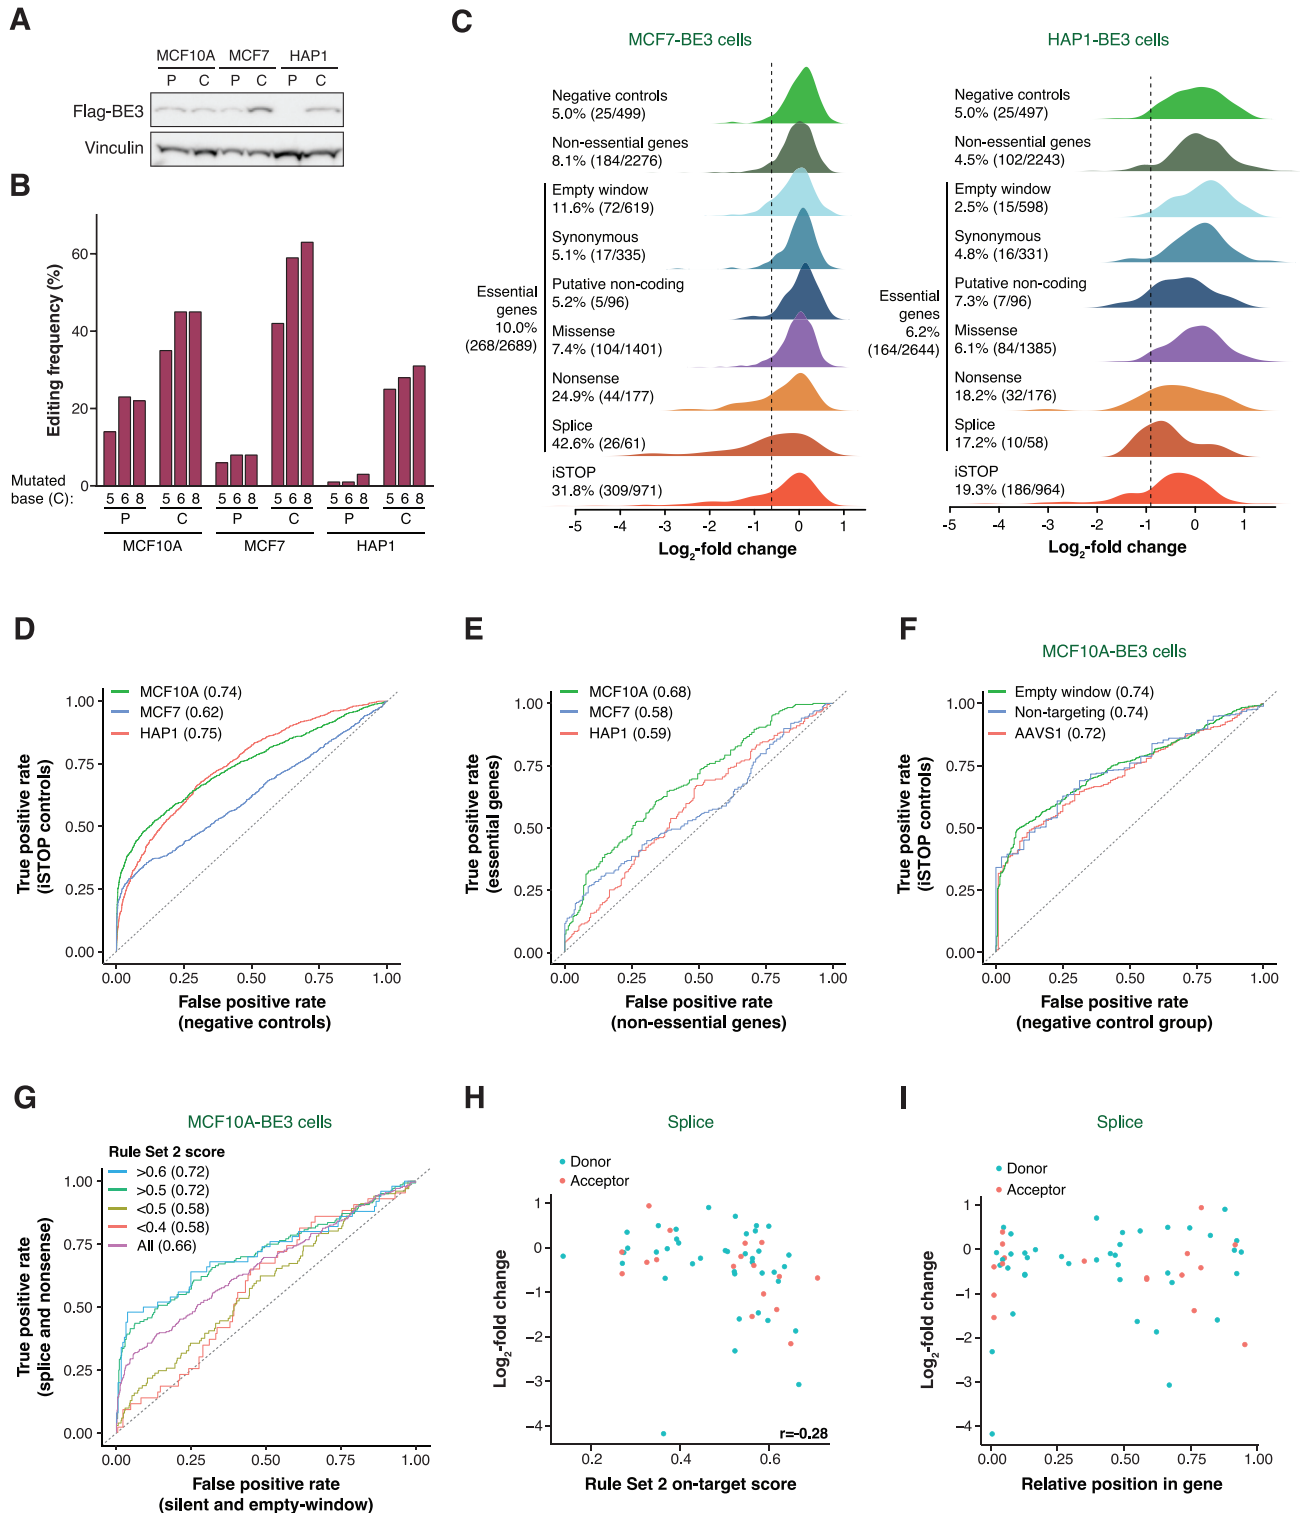 A
MCF10A MCF7 HAP1
P C P C P C
Flag-BE3
Vinculin
B
Editing frequency (%)
60
40
20
0
Mutated
base (C):
5 6 8 5 6 8 5 6 8 5 6 8 5 6 8 5 6 8
P C P C P C
MCF10A MCF7 HAP1
C
MCF7-BE3 cells
Negative controls
5.0% (25/499)
Non-essential genes
8.1% (184/2276)
Empty window
11.6% (72/619)
Synonymous
5.1% (17/335)
Putative non-coding
5.2% (5/96)
Missense
7.4% (104/1401)
Nonsense
24.9% (44/177)
Splice
42.6% (26/61)
iSTOP
31.8% (309/971)
Essential
genes
10.0%
(268/2689)
-5 -4 -3 -2 -1 0 1
Log2-fold change
HAP1-BE3 cells
Negative controls
5.0% (25/497)
Non-essential genes
4.5% (102/2243)
Empty window
2.5% (15/598)
Synonymous
4.8% (16/331)
Putative non-coding
7.3% (7/96)
Missense
6.1% (84/1385)
Nonsense
18.2% (32/176)
Splice
17.2% (10/58)
iSTOP
19.3% (186/964)
Essential
genes
6.2%
(164/2644)
-5 -4 -3 -2 -1 0 1
Log2-fold change
D
MCF10A (0.74)
MCF7 (0.62)
HAP1 (0.75)
True positive rate
(iSTOP controls)
1.00
0.75
0.50
0.25
0.00
0.00 0.25 0.50 0.75 1.00
False positive rate
(negative controls)
E
MCF10A (0.68)
MCF7 (0.58)
HAP1 (0.59)
True positive rate
(essential genes)
1.00
0.75
0.50
0.25
0.00
0.00 0.25 0.50 0.75 1.00
False positive rate
(non-essential genes)
F
MCF10A-BE3 cells
Empty window (0.74)
Non-targeting (0.74)
AAVS1 (0.72)
True positive rate
(iSTOP controls)
1.00
0.75
0.50
0.25
0.00
0.00 0.25 0.50 0.75 1.00
False positive rate
(negative control group)
G
MCF10A-BE3 cells
Rule Set 2 score
>0.6 (0.72)
>0.5 (0.72)
<0.5 (0.58)
<0.4 (0.58)
All (0.66)
True positive rate
(splice and nonsense)
1.00
0.75
0.50
0.25
0.00
0.00 0.25 0.50 0.75 1.00
False positive rate
(silent and empty-window)
H
Splice
Donor
Acceptor
Log2-fold change
1
0
−1
−2
−3
−4
r=-0.28
0.2 0.4 0.6
Rule Set 2 on-target score
I
Splice
Donor
Acceptor
Log2-fold change
1
0
−1
−2
−3
−4
0.00 0.25 0.50 0.75 1.00
Relative position in gene